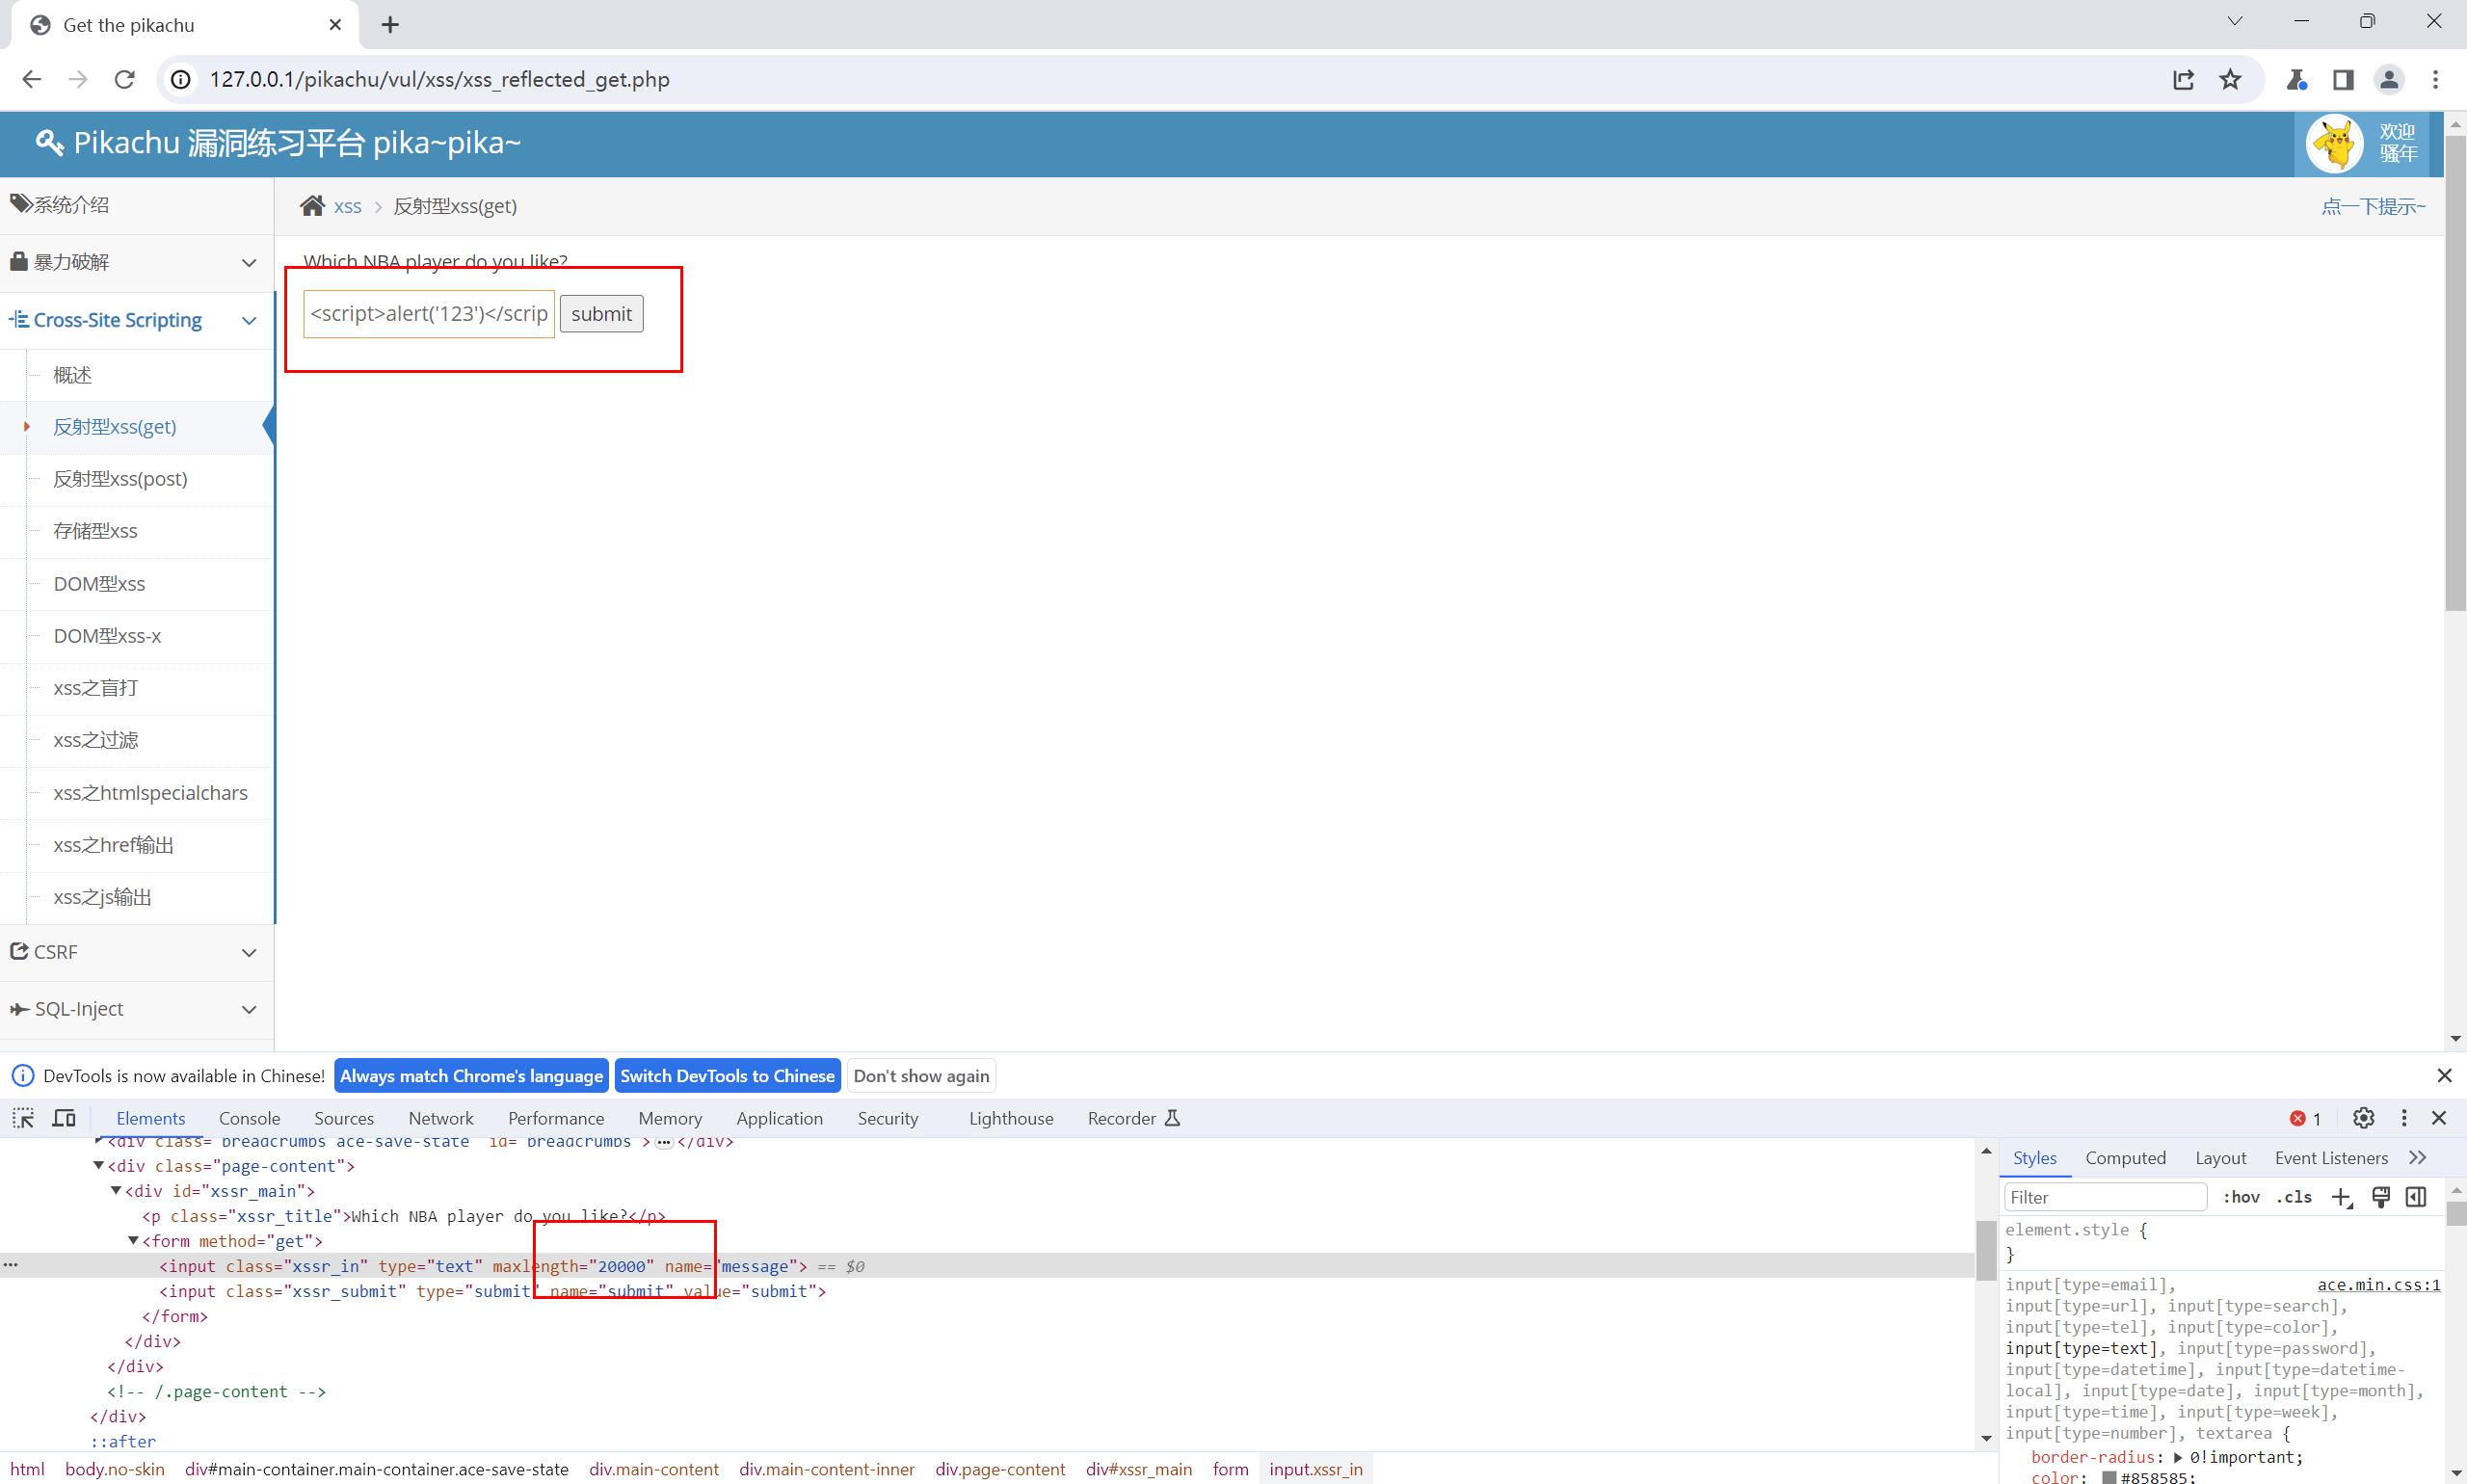 Get the pikachu
127.0.0.1/pikachu/vul/xss/xss_reflected_get.php
Pikachu 漏洞练习平台 pika~pika~
欢迎
骚年
系统介绍
暴力破解
Cross-Site Scripting
概述
反射型xss(get)
反射型xss(post)
存储型xss
DOM型xss
DOM型xss-x
xss之盲打
xss之过滤
xss之htmlspecialchars
xss之href输出
xss之js输出
CSRF
SQL-Inject
xss > 反射型xss(get)
点一下提示~
Which NBA player do you like?
<script>alert('123')</scrip submit
DevTools is now available in Chinese! Always match Chrome's language Switch DevTools to Chinese Don't show again
Elements Console Sources Network Performance Memory Application Security Lighthouse Recorder 1
<div class="breadcrumbs ace-save-state" id="breadcrumbs">…</div>
<div class="page-content">
<div id="xssr_main">
<p class="xssr_title">Which NBA player do you like?</p>
<form method="get">
<input class="xssr_in" type="text" maxlength="20000" name="message"> == $0
<input class="xssr_submit" type="submit" name="submit" value="submit">
</form>
</div>
</div>
<!-- /.page-content -->
</div>
::after
html body.no-skin div#main-container.main-container.ace-save-state div.main-content div.main-content-inner div.page-content div#xssr_main form input.xssr_in
Styles Computed Layout Event Listeners
Filter :hov .cls
element.style {
}
input[type=email], ace.min.css:1
input[type=url], input[type=search],
input[type=tel], input[type=color],
input[type=text], input[type=password],
input[type=datetime], input[type=datetime-
local], input[type=date], input[type=month],
input[type=time], input[type=week],
input[type=number], textarea {
border-radius: 0!important;
color: #858585;